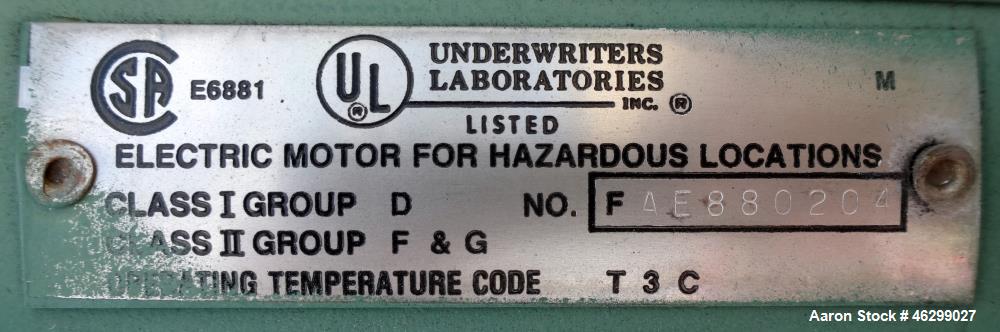 CSA E6881 UL ® UNDERWRITERS
LABORATORIES M
INC. ®
LISTED
ELECTRIC MOTOR FOR HAZARDOUS LOCATIONS
CLASS I GROUP D NO. F AE880204
CLASS II GROUP F & G
OPERATING TEMPERATURE CODE T 3 C
Aaron Stock # 46299027